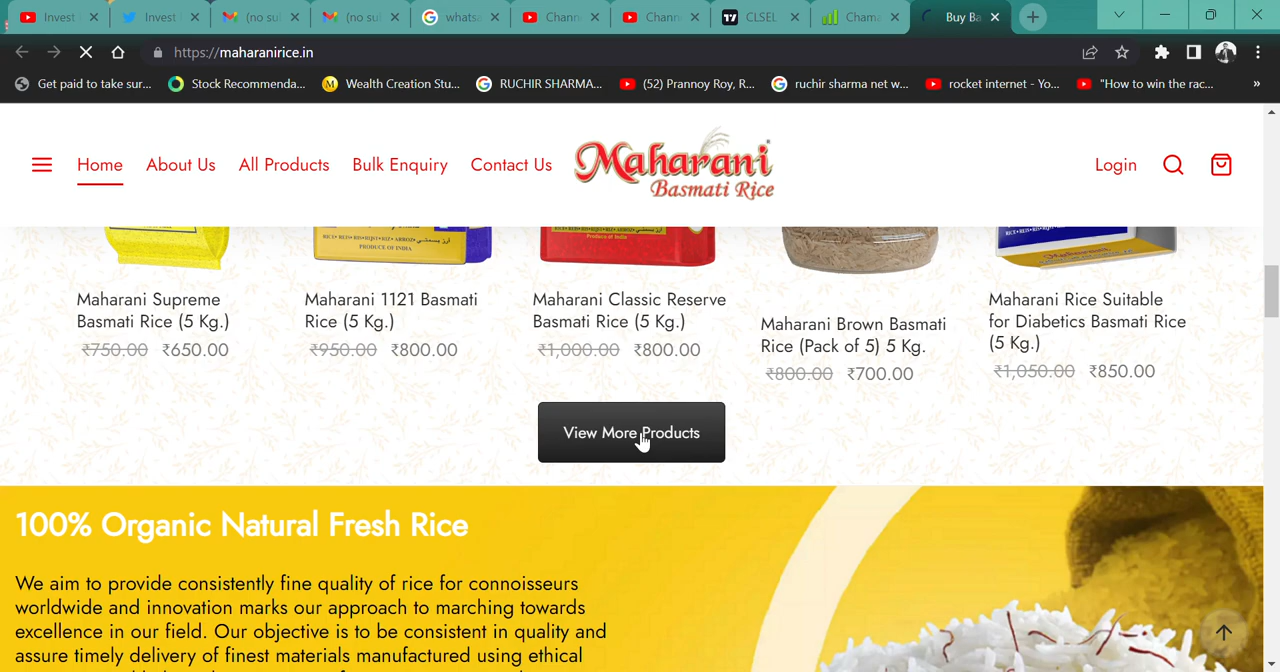 Invest
Invest
(no su
(no su
whatsa
Chann
Chann
CLSEL
Cham
Buy Ba
https://maharanirice.in
Get paid to take sur...
Stock Recommenda...
Wealth Creation Stu...
RUCHIR SHARMA...
(52) Prannoy Roy, R...
ruchir sharma net w...
rocket internet - Yo...
"How to win the rac...
»
Home
About Us
All Products
Bulk Enquiry
Contact Us
Maharani
Basmati Rice
Login
PRODUCE OF INDIA
Produce of India
Maharani Supreme
Basmati Rice (5 Kg.)
₹750.00 ₹650.00
Maharani 1121 Basmati
Rice (5 Kg.)
₹950.00 ₹800.00
Maharani Classic Reserve
Basmati Rice (5 Kg.)
₹1,000.00 ₹800.00
Maharani Brown Basmati
Rice (Pack of 5) 5 Kg.
₹800.00 ₹700.00
Maharani Rice Suitable
for Diabetics Basmati Rice
(5 Kg.)
₹1,050.00 ₹850.00
View More Products
100% Organic Natural Fresh Rice
We aim to provide consistently fine quality of rice for connoisseurs
worldwide and innovation marks our approach to marching towards
excellence in our field. Our objective is to be consistent in quality and
assure timely delivery of finest materials manufactured using ethical